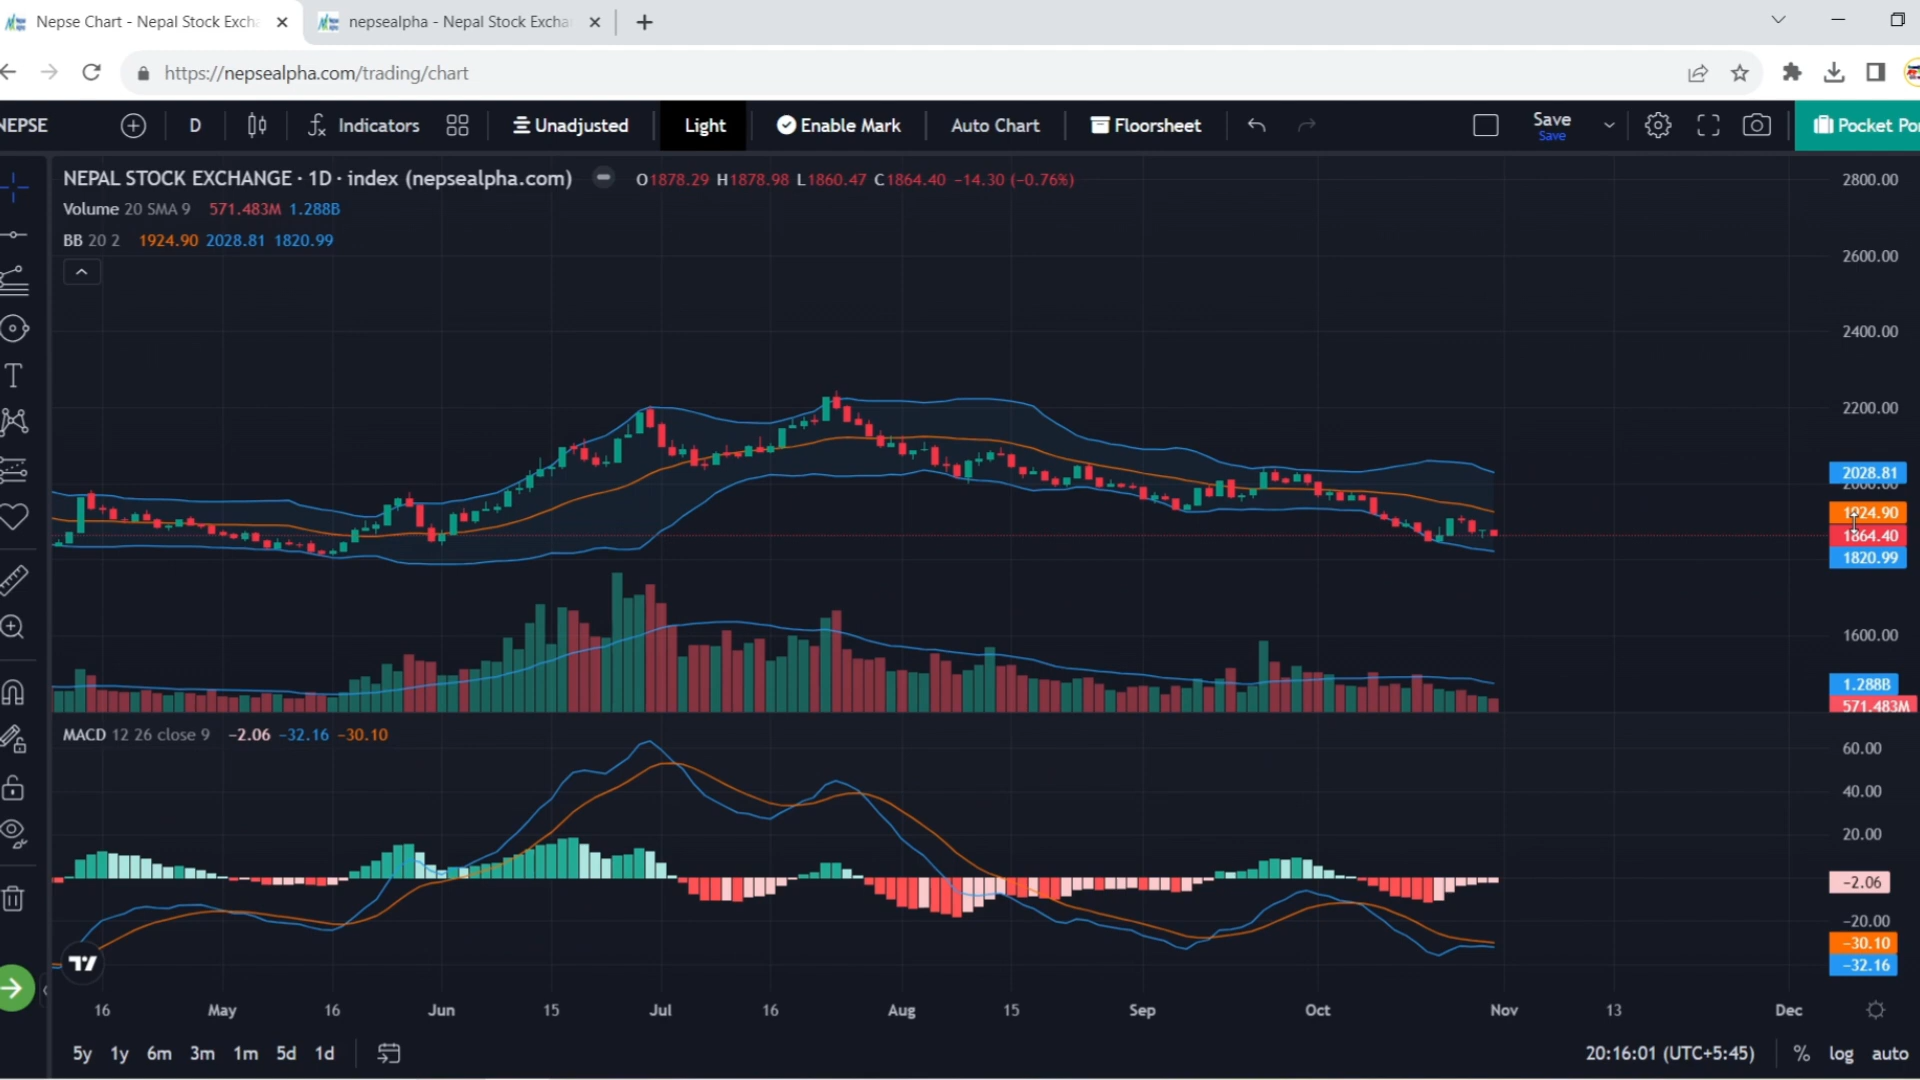 Nepse Chart - Nepal Stock Excha
nepsealpha - Nepal Stock Excha
https://nepsealpha.com/trading/chart
NEPSE D Indicators Unadjusted Light Enable Mark Auto Chart Floorsheet Save Pocket Por
Save
NEPAL STOCK EXCHANGE · 1D · index (nepsealpha.com) O1878.29 H1878.98 L1860.47 C1864.40 −14.30 (−0.76%)
Volume 20 SMA 9 571.483M 1.288B
BB 20 2 1924.90 2028.81 1820.99
2800.00
2600.00
2400.00
2200.00
2028.81
2000.00
1924.90
1864.40
1820.99
1600.00
1.288B
571.483M
MACD 12 26 close 9 −2.06 −32.16 −30.10
60.00
40.00
20.00
−2.06
−20.00
−30.10
−32.16
16 May 16 Jun 15 Jul 16 Aug 15 Sep Oct Nov 13 Dec
5y 1y 6m 3m 1m 5d 1d 20:16:01 (UTC+5:45) % log auto